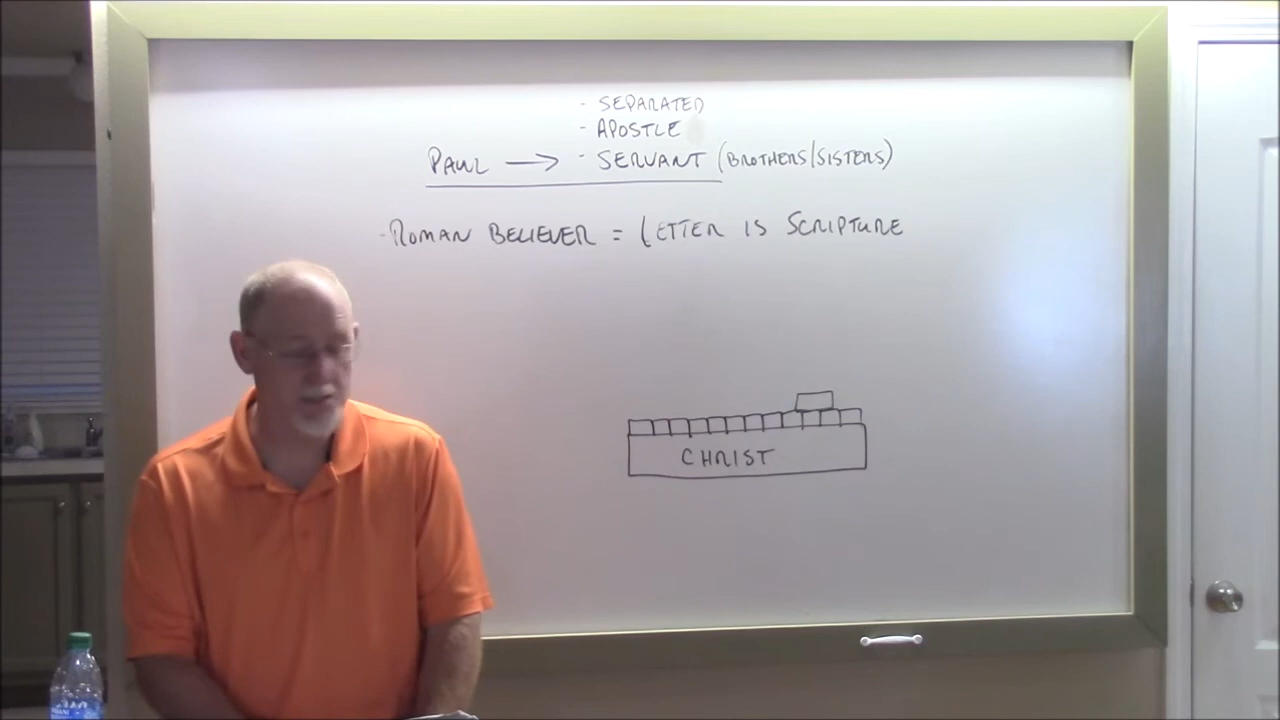 - SEPARATED
- APOSTLE
PAUL → - SERVANT (BROTHERS/SISTERS)
- ROMAN BELIEVER = LETTER IS SCRIPTURE
CHRIST